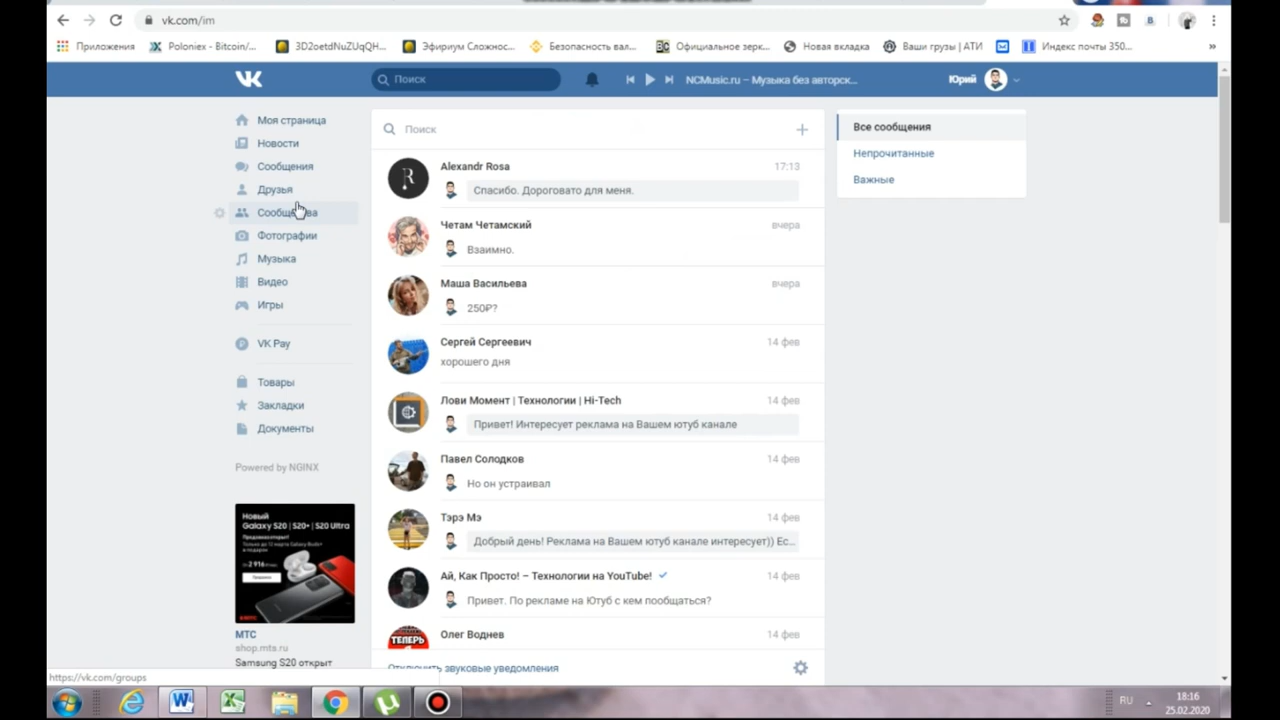 vk.com/im
Приложения
Poloniex - Bitcoin/...
3D2oetdNuZUqQH...
Эфириум Сложнос...
Безопасность вал...
Официальное зерк...
Новая вкладка
Ваши грузы | АТИ
Индекс почты 350...
»
Поиск
NCMusic.ru – Музыка без авторск...
Юрий
Моя страница
Новости
Сообщения
Друзья
Фотографии
Музыка
Видео
Игры
VK Pay
Товары
Закладки
Документы
Powered by NGINX
Новый
Galaxy S20 | S20+ | S20 Ultra
МТС
shop.mts.ru
Samsung S20 открыт
https://vk.com/groups
Поиск
Alexandr Rosa 17:13
Спасибо. Дороговато для меня.
Четам Четамский вчера
Взаимно.
Маша Васильева вчера
250₽?
Сергей Сергеевич 14 фев
хорошего дня
Лови Момент | Технологии | Hi-Tech 14 фев
Привет! Интересует реклама на Вашем ютуб канале
Павел Солодков 14 фев
Но он устраивал
Тэрэ Мэ 14 фев
Добрый день! Реклама на Вашем ютуб канале интересует)) Ес...
Ай, Как Просто! – Технологии на YouTube! 14 фев
Привет. По рекламе на Ютуб с кем пообщаться?
Олег Воднев 14 фев
ТЕПЕРЬ
Отключить звуковые уведомления
Все сообщения
Непрочитанные
Важные
RU
18:16
25.02.2020